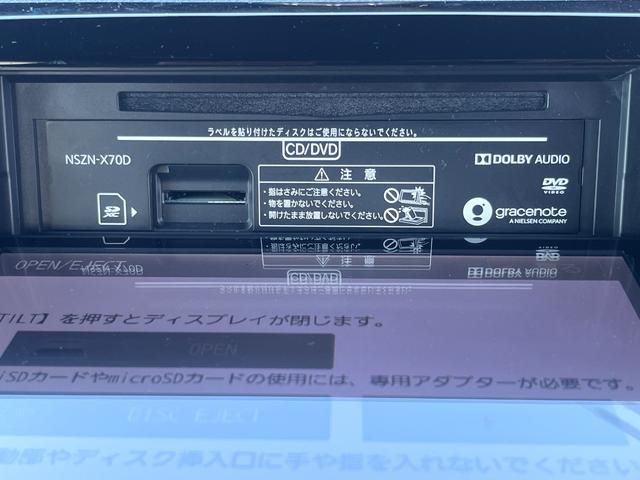 ラベルを貼り付けたディスクはご使用にならないでください。
CD/DVD
NSZN-X70D
SD XC
⚠ 注意
・指はさみにご注意ください。
・物を置かないでください。
・開けたまま放置しないでください。
DOLBY AUDIO
DVD VIDEO
gracenote
A NIELSEN COMPANY
OPEN/EJECT
TILT】を押すとディスプレイが閉じます。
OPEN
iSDカードやmicroSDカードの使用には、専用アダプターが必要です。
DISC EJECT
動部やディスク挿入口に手や指を入れないでください